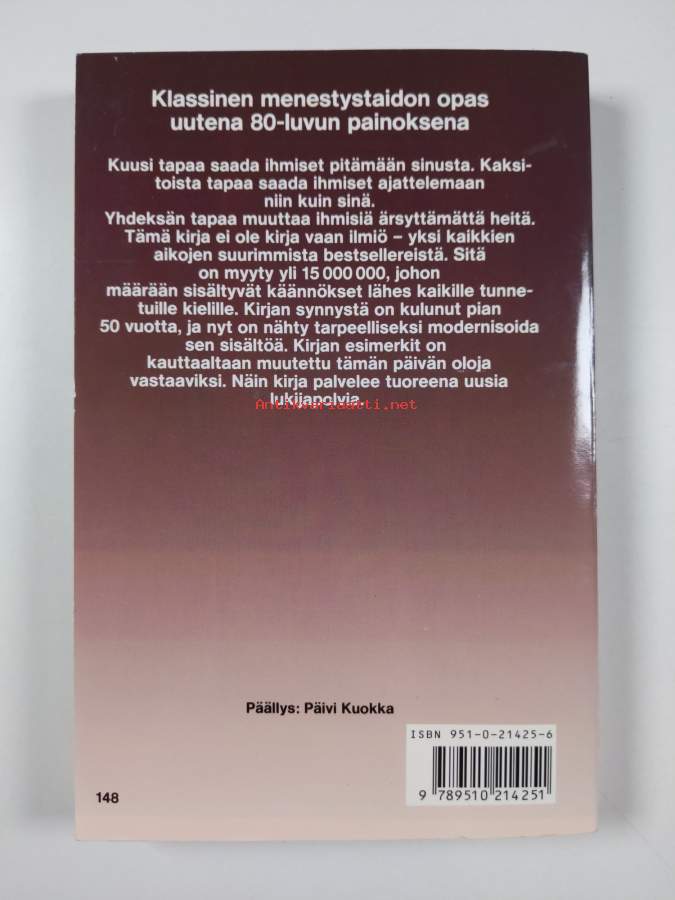 Klassinen menestystaidon opas
uutena 80-luvun painoksena
Kuusi tapaa saada ihmiset pitämään sinusta. Kaksi-
toista tapaa saada ihmiset ajattelemaan
niin kuin sinä.
Yhdeksän tapaa muuttaa ihmisiä ärsyttämättä heitä.
Tämä kirja ei ole kirja vaan ilmiö – yksi kaikkien
aikojen suurimmista bestsellereistä. Sitä
on myyty yli 15 000 000, johon
määrään sisältyvät käännökset lähes kaikille tunne-
tuille kielille. Kirjan synnystä on kulunut pian
50 vuotta, ja nyt on nähty tarpeelliseksi modernisoida
sen sisältöä. Kirjan esimerkit on
kauttaaltaan muutettu tämän päivän oloja
vastaaviksi. Näin kirja palvelee tuoreena uusia
lukijapolvia.
Antikvariaatti.net
Päällys: Päivi Kuokka
ISBN 951-0-21425-6
9 789510 214251
148